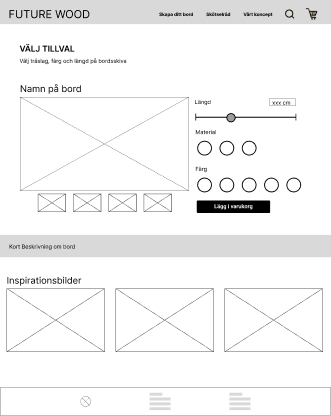 FUTURE WOOD
Skapa ditt bord
Skötselråd
Vårt koncept
VÄLJ TILLVAL
Välj träslag, färg och längd på bordsskiva
Namn på bord
Längd
xxx cm
Material
Färg
Lägg i varukorg
Kort Beskrivning om bord
Inspirationsbilder